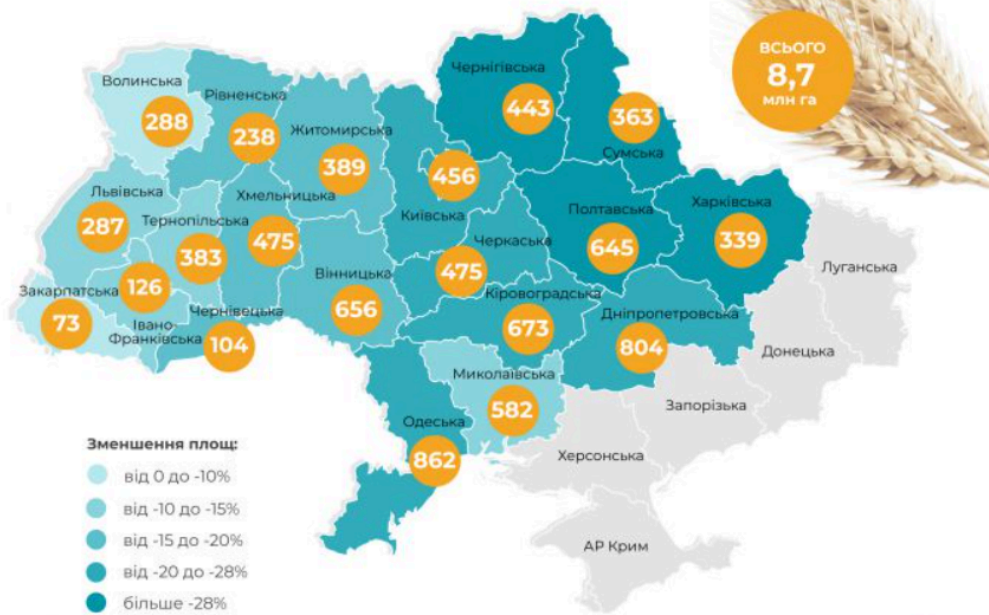 ВСЬОГО
8,7
млн га
Волинська
288
Рівненська
238
Житомирська
389
Чернігівська
443
363
Сумська
456
Київська
Львівська
287
Тернопільська
383
Хмельницька
475
Вінницька
656
Черкаська
475
Полтавська
645
Харківська
339
Луганська
Закарпатська
73
126
Івано-
Франківська
Чернівецька
104
Кіровоградська
673
Дніпропетровська
804
Донецька
Миколаївська
582
Запорізька
Одеська
862
Херсонська
АР Крим
Зменшення площ:
від 0 до -10%
від -10 до -15%
від -15 до -20%
від -20 до -28%
більше -28%